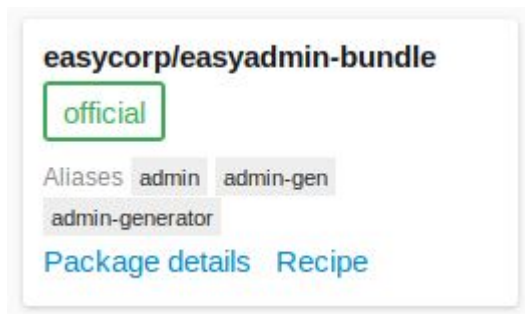 easycorp/easyadmin-bundle
official
Aliases admin admin-gen
admin-generator
Package details Recipe